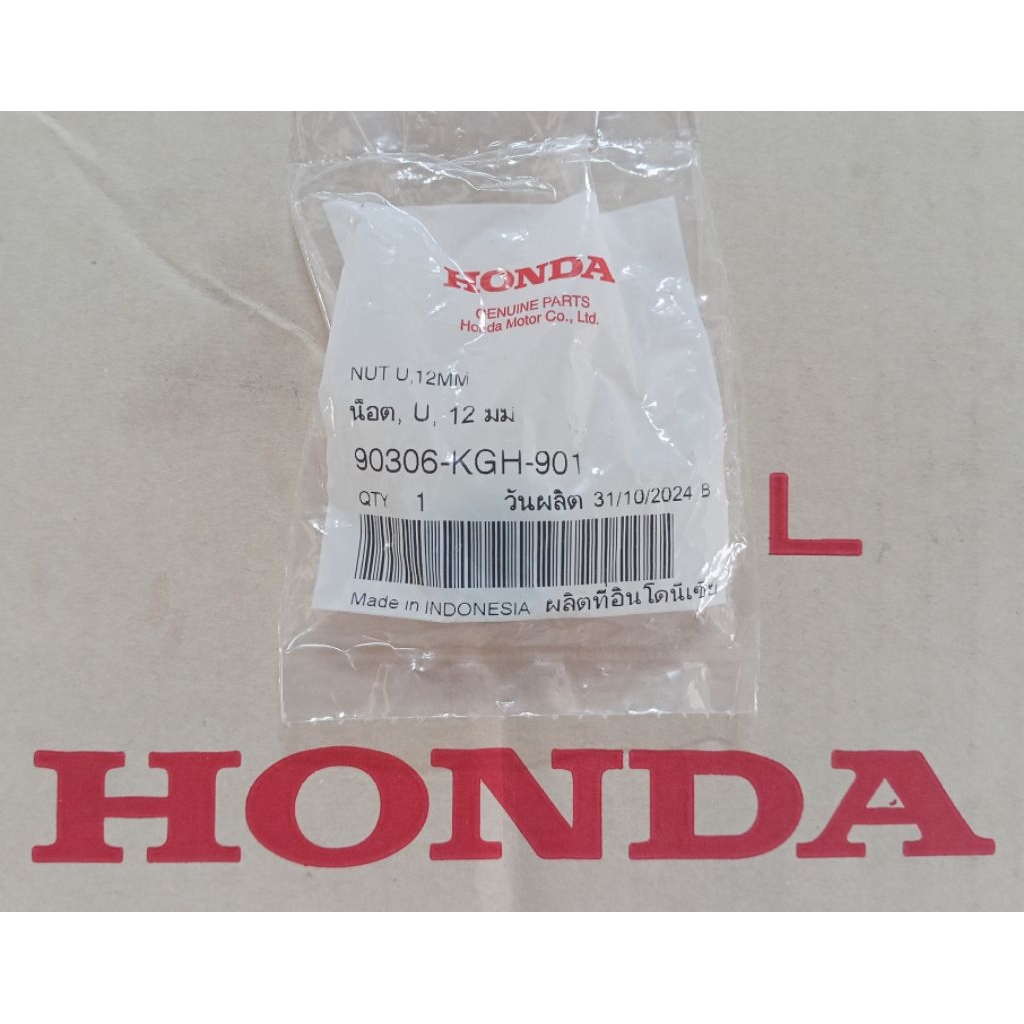 HONDA
GENUINE PARTS
Honda Motor Co., Ltd.
NUT U,12MM
น็อต, U, 12 มม
90306-KGH-901
QTY 1 วันผลิต 31/10/2024 B
Made in INDONESIA ผลิตที่อินโดนีเซีย
L
HONDA